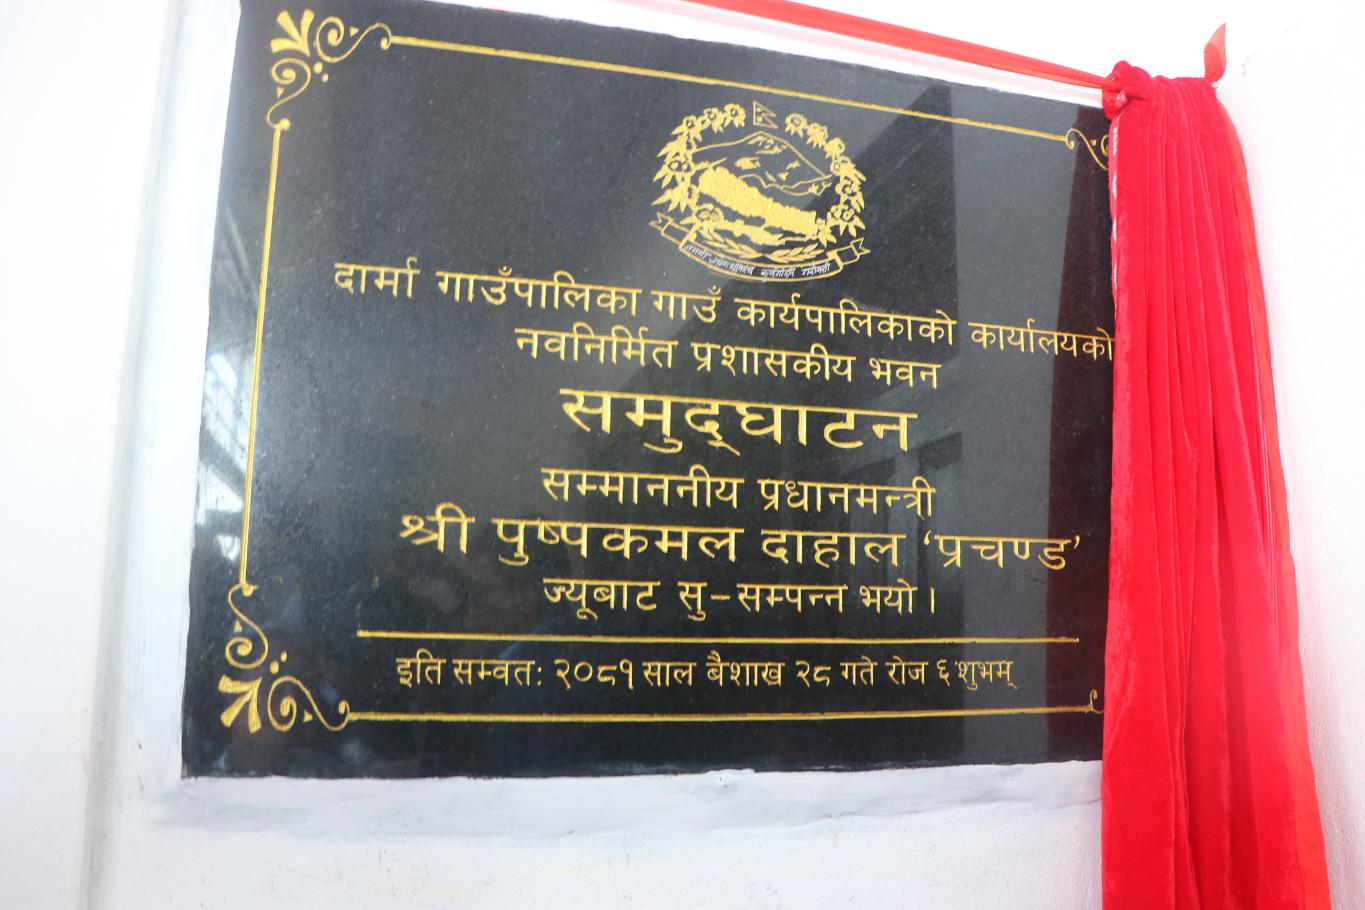 दार्मा गाउँपालिका गाउँ कार्यपालिकाको कार्यालयको
नवनिर्मित प्रशासकीय भवन
समुद्घाटन
सम्माननीय प्रधानमन्त्री
श्री पुष्पकमल दाहाल ‘प्रचण्ड’
ज्यूबाट सु-सम्पन्न भयो।
इति सम्वत: २०८१ साल बैशाख २८ गते रोज ६ शुभम्